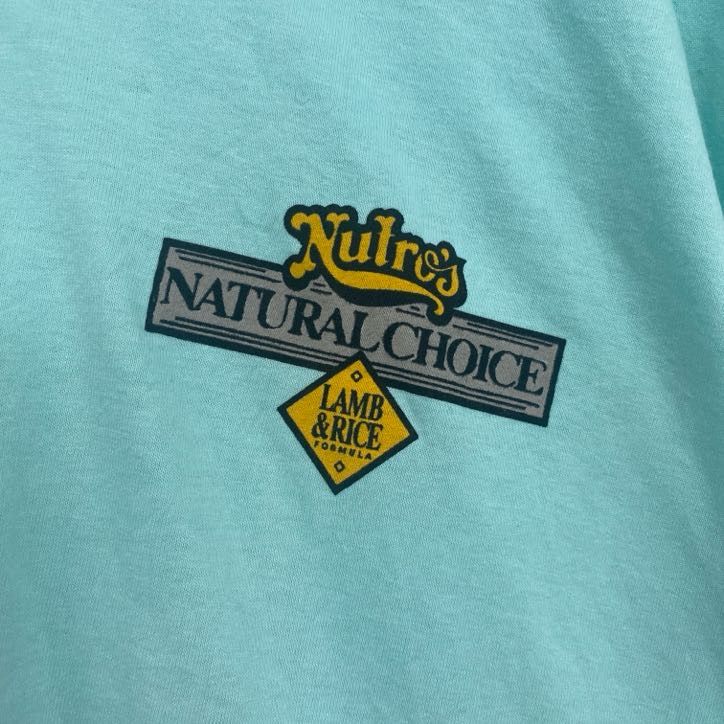 Nutro's
NATURAL CHOICE
LAMB
& RICE
FORMULA